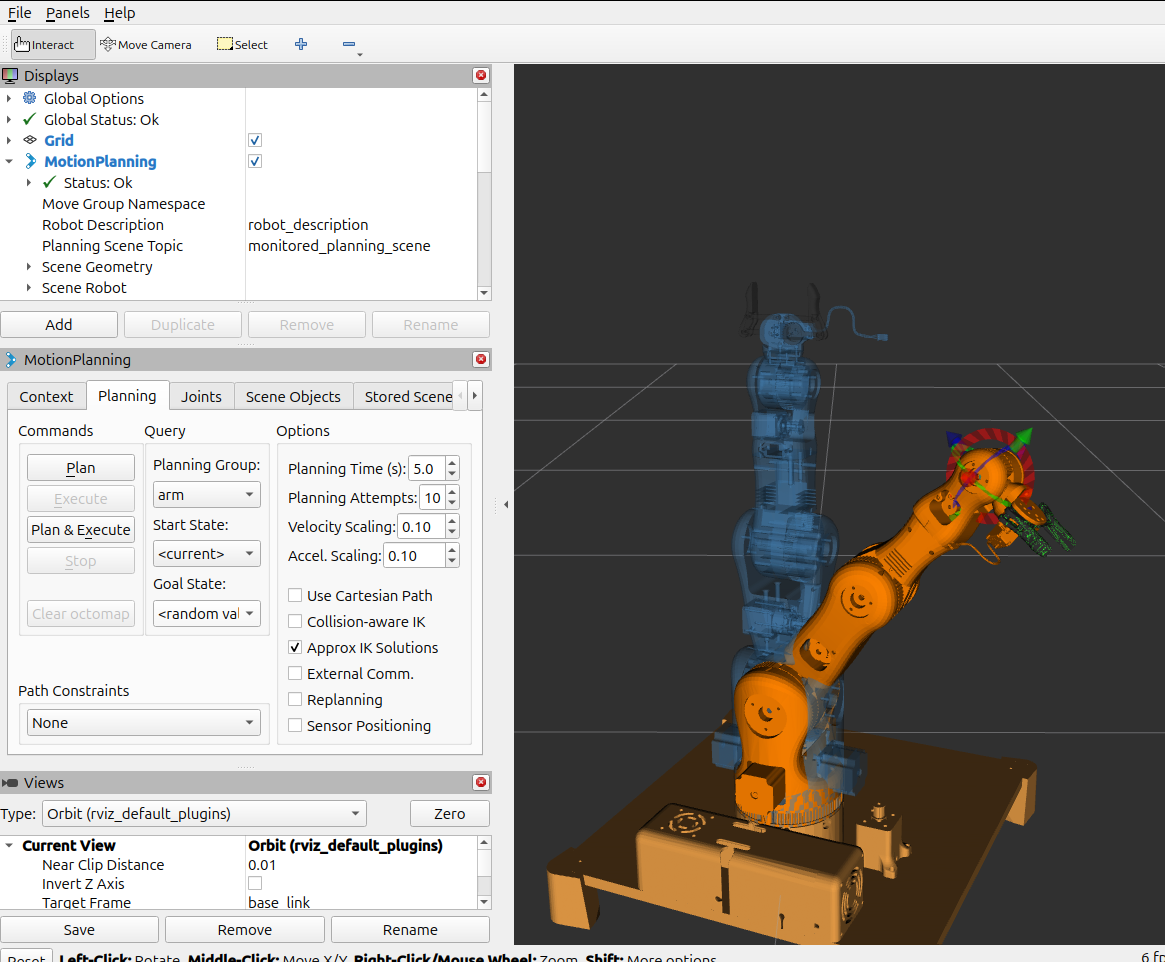 File Panels Help
Interact Move Camera Select
Displays
Global Options
Global Status: Ok
Grid
MotionPlanning
Status: Ok
Move Group Namespace
Robot Description robot_description
Planning Scene Topic monitored_planning_scene
Scene Geometry
Scene Robot
Add Duplicate Remove Rename
MotionPlanning
Context Planning Joints Scene Objects Stored Scene
Commands Query Options
Plan
Execute
Plan & Execute
Stop
Clear octomap
Planning Group:
arm
Start State:
<current>
Goal State:
<random val
Planning Time (s): 5.0
Planning Attempts: 10
Velocity Scaling: 0.10
Accel. Scaling: 0.10
Use Cartesian Path
Collision-aware IK
Approx IK Solutions
External Comm.
Replanning
Sensor Positioning
Path Constraints
None
Views
Type: Orbit (rviz_default_plugins) Zero
Current View Orbit (rviz_default_plugins)
Near Clip Distance 0.01
Invert Z Axis
Target Frame base_link
Save Remove Rename
Reset Left-Click: Rotate. Middle-Click: Move X/Y. Right-Click/Mouse Wheel: Zoom. Shift: More options. 6 fp